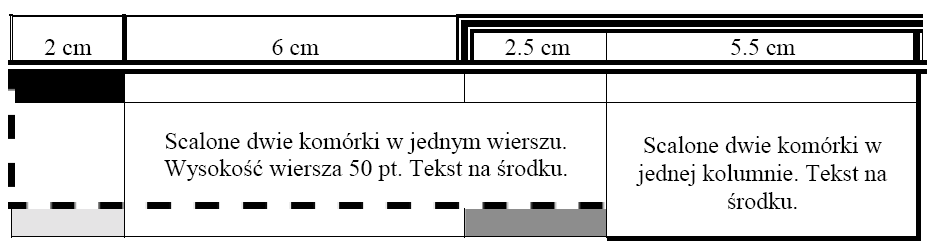 2 cm 6 cm 2.5 cm 5.5 cm
Scalone dwie komórki w jednym wierszu.
Wysokość wiersza 50 pt. Tekst na środku.
Scalone dwie komórki w
jednej kolumnie. Tekst na
środku.